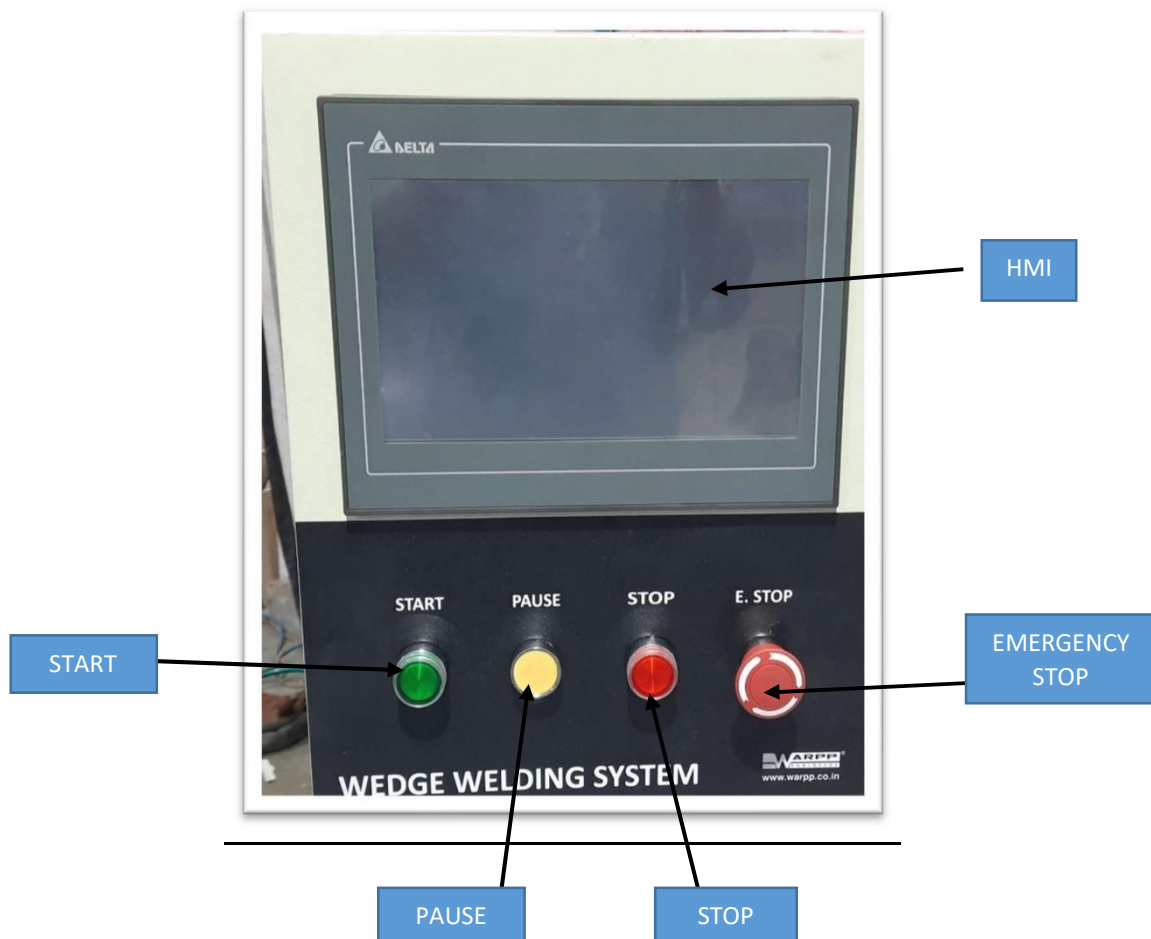 DELTA
HMI
START
PAUSE
STOP
E. STOP
START
EMERGENCY
STOP
WARPP
www.warpp.co.in
WEDGE WELDING SYSTEM
PAUSE
STOP